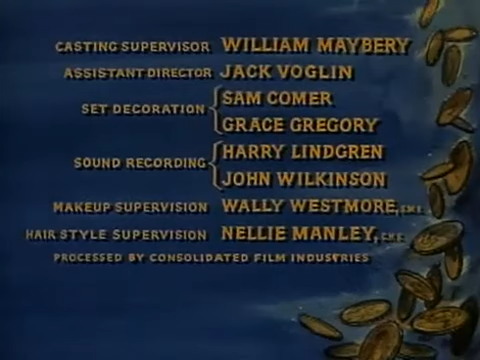 CASTING SUPERVISOR WILLIAM MAYBERY
ASSISTANT DIRECTOR JACK VOGLIN
SET DECORATION SAM COMER
GRACE GREGORY
SOUND RECORDING HARRY LINDGREN
JOHN WILKINSON
MAKEUP SUPERVISION WALLY WESTMORE, S.M.A.
HAIR STYLE SUPERVISION NELLIE MANLEY, C.H.S.
PROCESSED BY CONSOLIDATED FILM INDUSTRIES